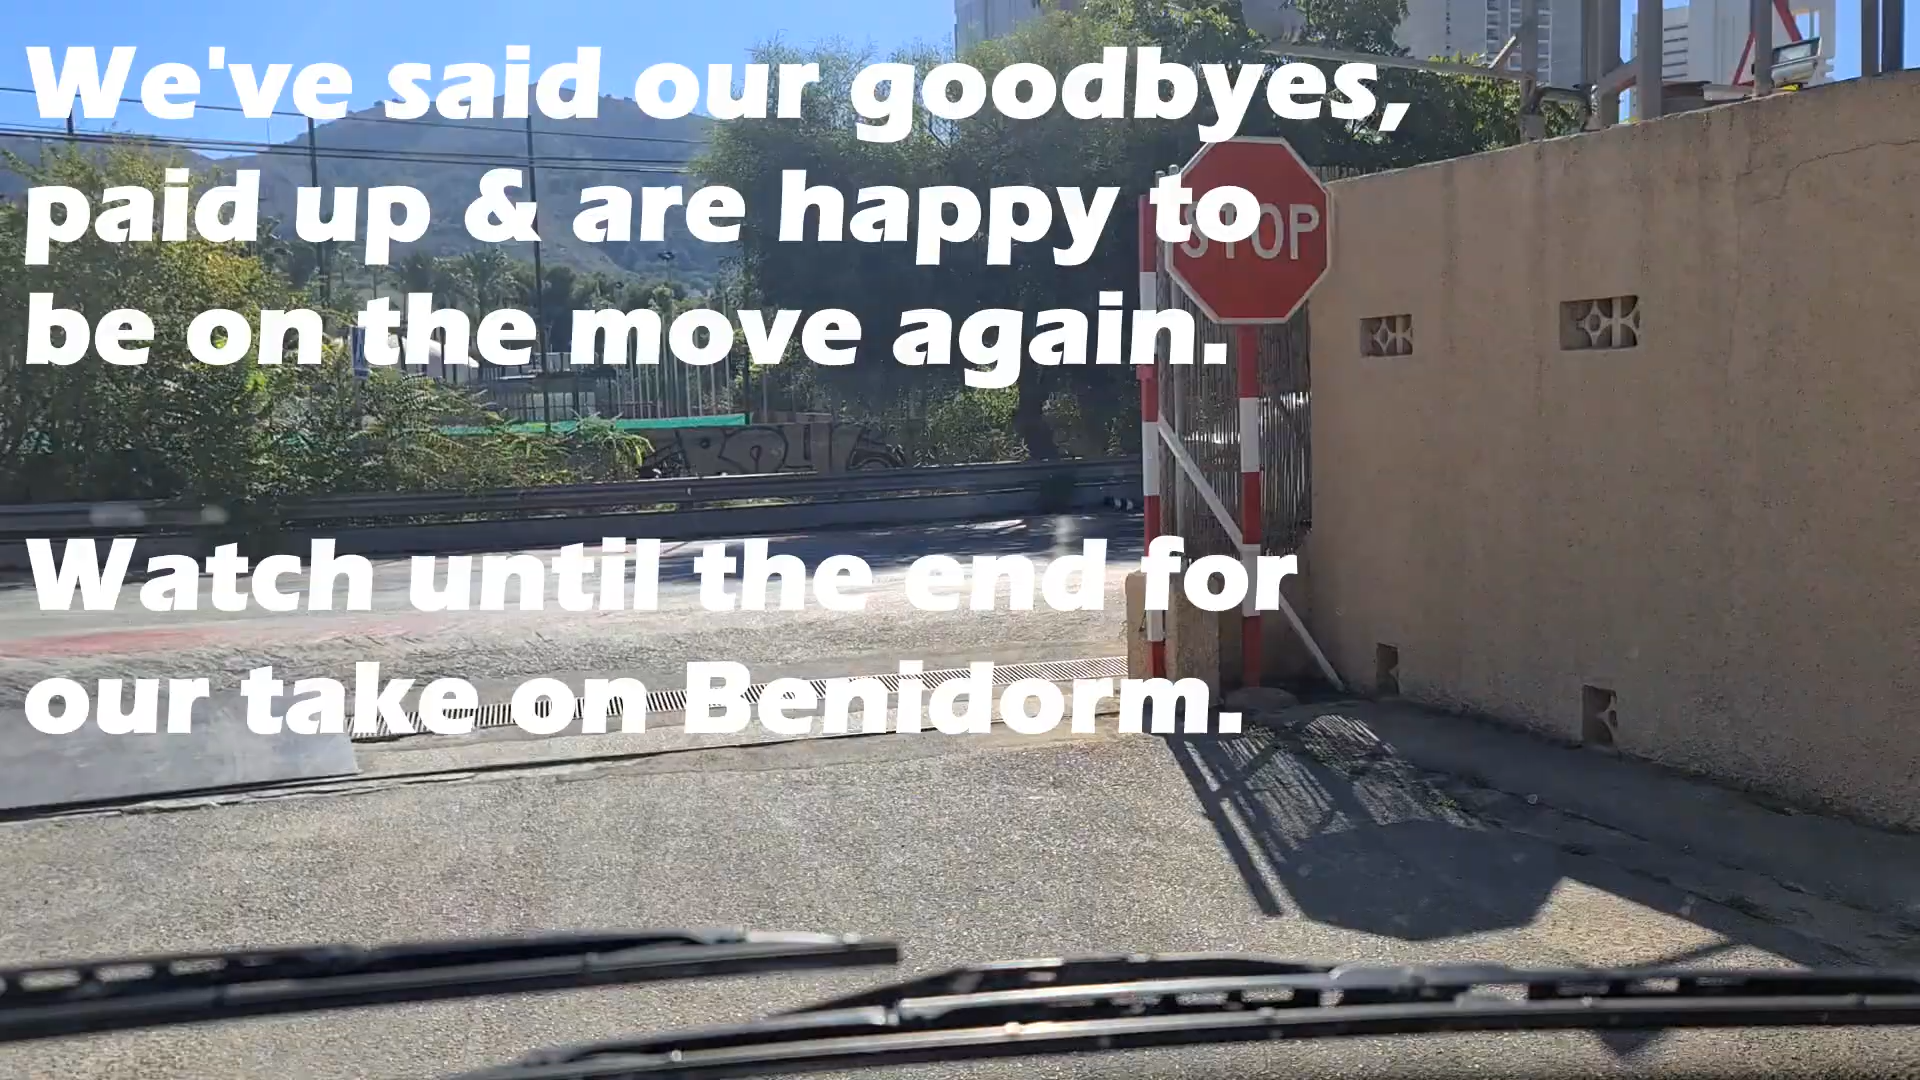 We've said our goodbyes,
paid up & are happy to
be on the move again.
STOP
Watch until the end for
our take on Benidorm.